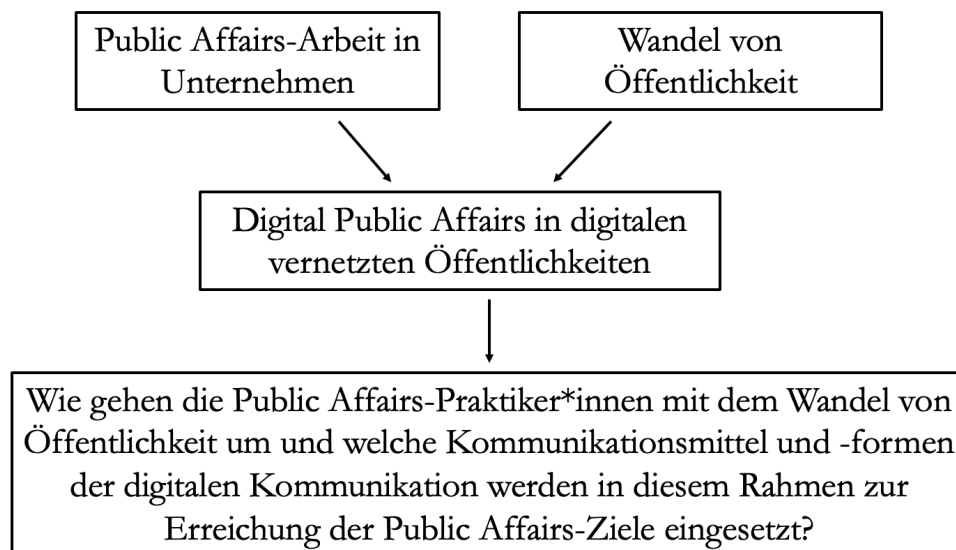 Public Affairs-Arbeit in
Unternehmen
Wandel von
Öffentlichkeit
Digital Public Affairs in digitalen
vernetzten Öffentlichkeiten
Wie gehen die Public Affairs-Praktiker*innen mit dem Wandel von
Öffentlichkeit um und welche Kommunikationsmittel und -formen
der digitalen Kommunikation werden in diesem Rahmen zur
Erreichung der Public Affairs-Ziele eingesetzt?